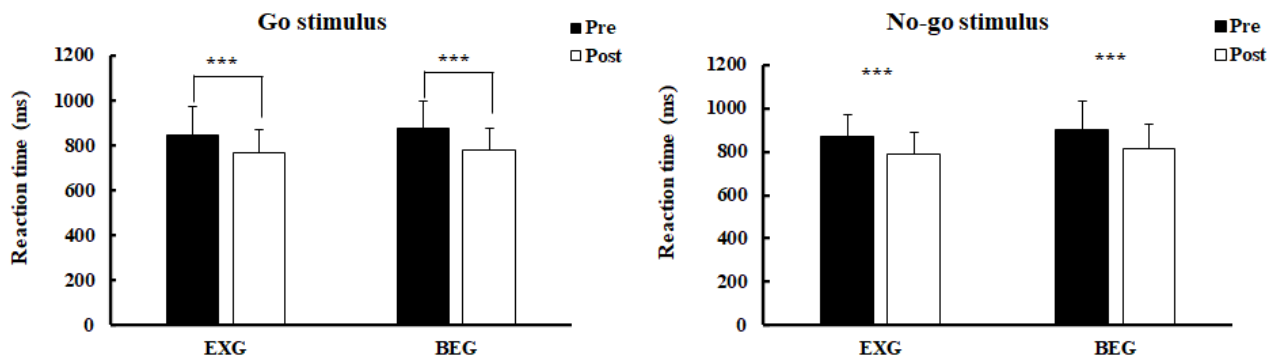 Go stimulus
Pre
Post
***
***
Reaction time (ms)
1200
1000
800
600
400
200
0
EXG
BEG
No-go stimulus
Pre
Post
***
***
Reaction time (ms)
1200
1000
800
600
400
200
0
EXG
BEG